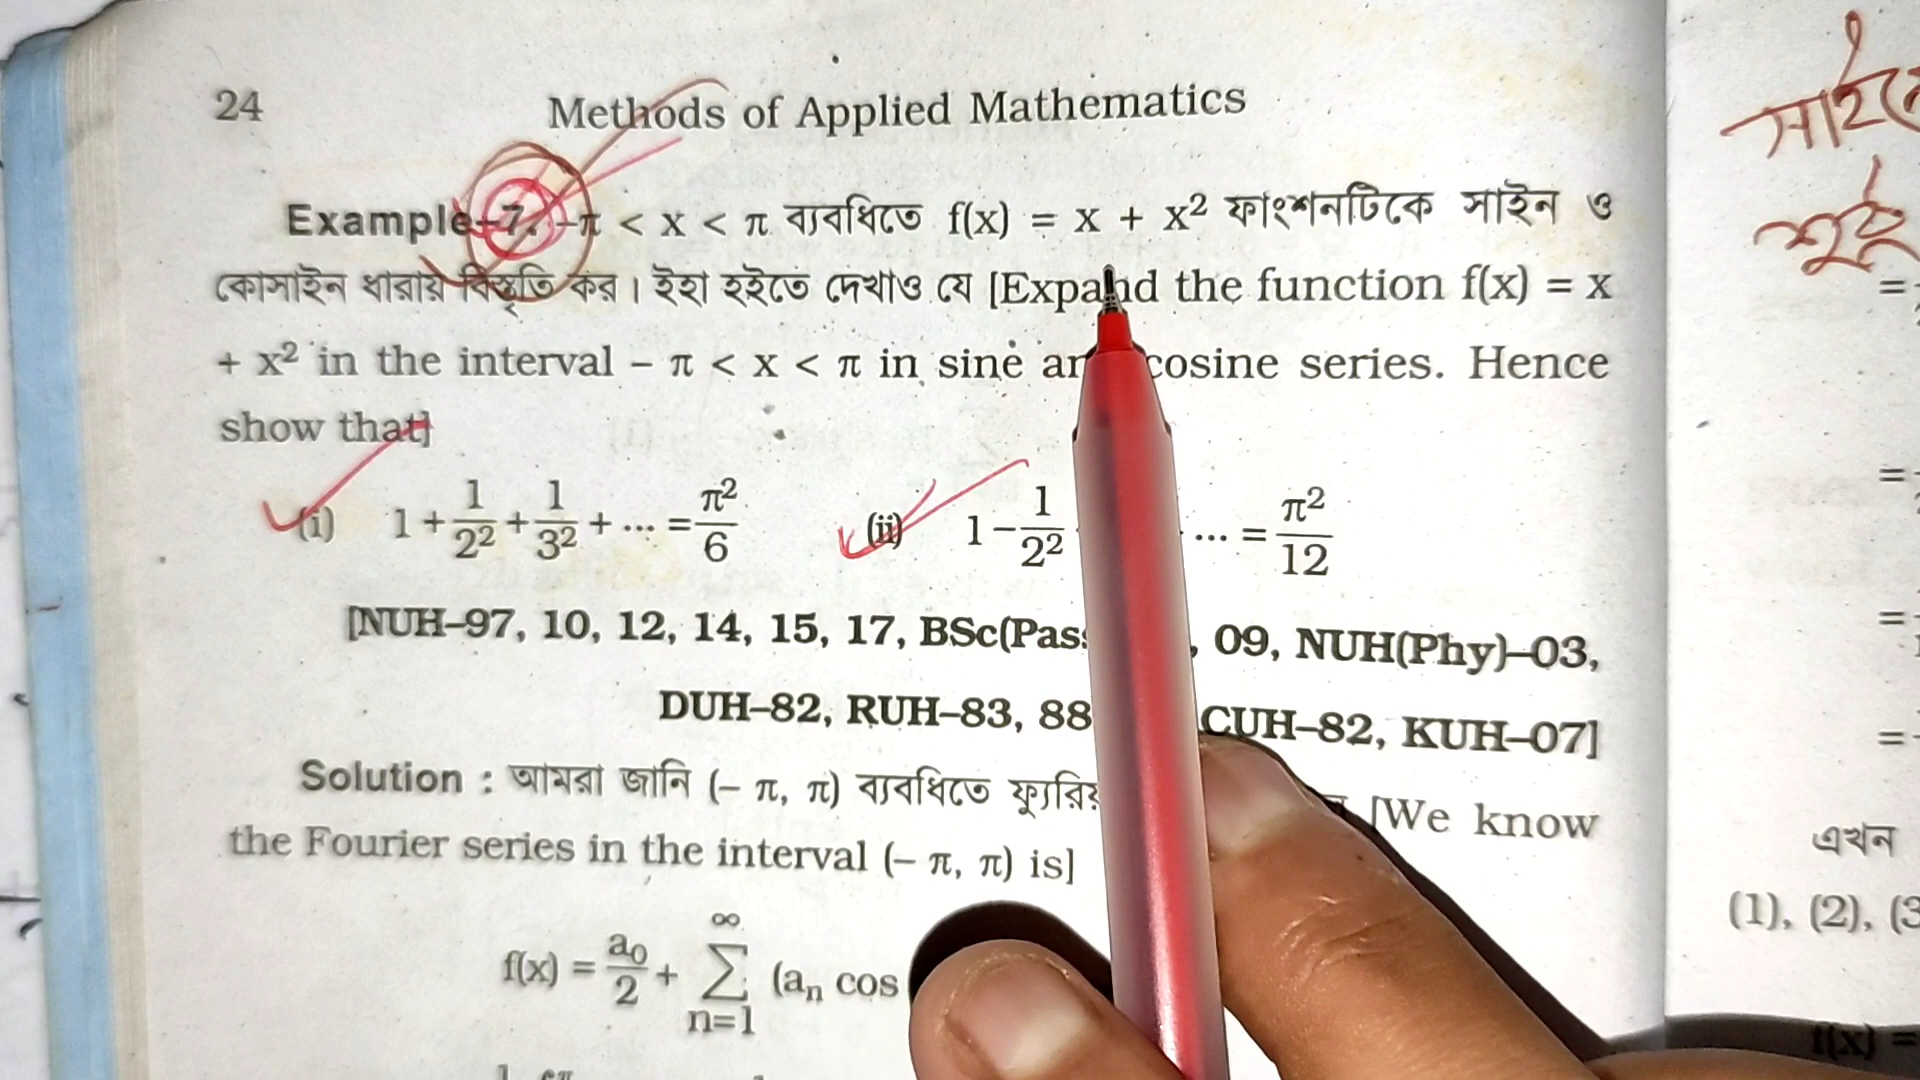 24 Methods of Applied Mathematics
Example–7. –π < x < π ব্যবধিতে f(x) = x + x² ফাংশনটিকে সাইন ও
কোসাইন ধারায় বিস্তৃতি কর। ইহা হইতে দেখাও যে [Expand the function f(x) = x
+ x² in the interval – π < x < π in sine and cosine series. Hence
show that]
(i) 1 + 1/2² + 1/3² + ... = π²/6 (ii) 1 – 1/2² ... = π²/12
[NUH–97, 10, 12, 14, 15, 17, BSc(Pass , 09, NUH(Phy)–03,
DUH–82, RUH–83, 88 CUH–82, KUH–07]
Solution : আমরা জানি (– π, π) ব্যবধিতে [We know
the Fourier series in the interval (– π, π) is]
f(x) = a₀/2 + ∞ Σ n=1 (aₙ cos
এখন
(1), (2), (3
f(x) =